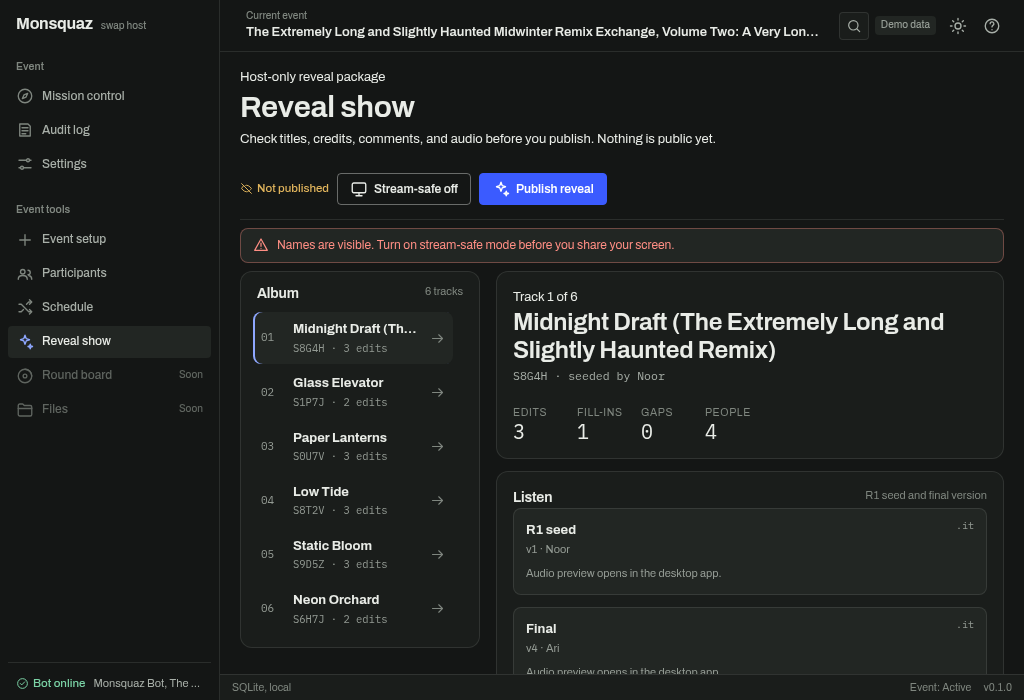 Monsquaz swap host
Event
Mission control
Audit log
Settings
Event tools
Event setup
Participants
Schedule
Reveal show
Round board Soon
Files Soon
Bot online Monsquaz Bot, The ...
Current event
The Extremely Long and Slightly Haunted Midwinter Remix Exchange, Volume Two: A Very Lon...
Demo data
Host-only reveal package
Reveal show
Check titles, credits, comments, and audio before you publish. Nothing is public yet.
Not published
Stream-safe off
Publish reveal
Names are visible. Turn on stream-safe mode before you share your screen.
Album 6 tracks
01 Midnight Draft (Th...
S8G4H · 3 edits
02 Glass Elevator
S1P7J · 2 edits
03 Paper Lanterns
S0U7V · 3 edits
04 Low Tide
S8T2V · 3 edits
05 Static Bloom
S9D5Z · 3 edits
06 Neon Orchard
S6H7J · 2 edits
Track 1 of 6
Midnight Draft (The Extremely Long and
Slightly Haunted Remix)
S8G4H · seeded by Noor
EDITS FILL-INS GAPS PEOPLE
3 1 0 4
Listen R1 seed and final version
R1 seed .it
v1 · Noor
Audio preview opens in the desktop app.
Final .it
v4 · Ari
Audio preview opens in the desktop app.
SQLite, local Event: Active v0.1.0